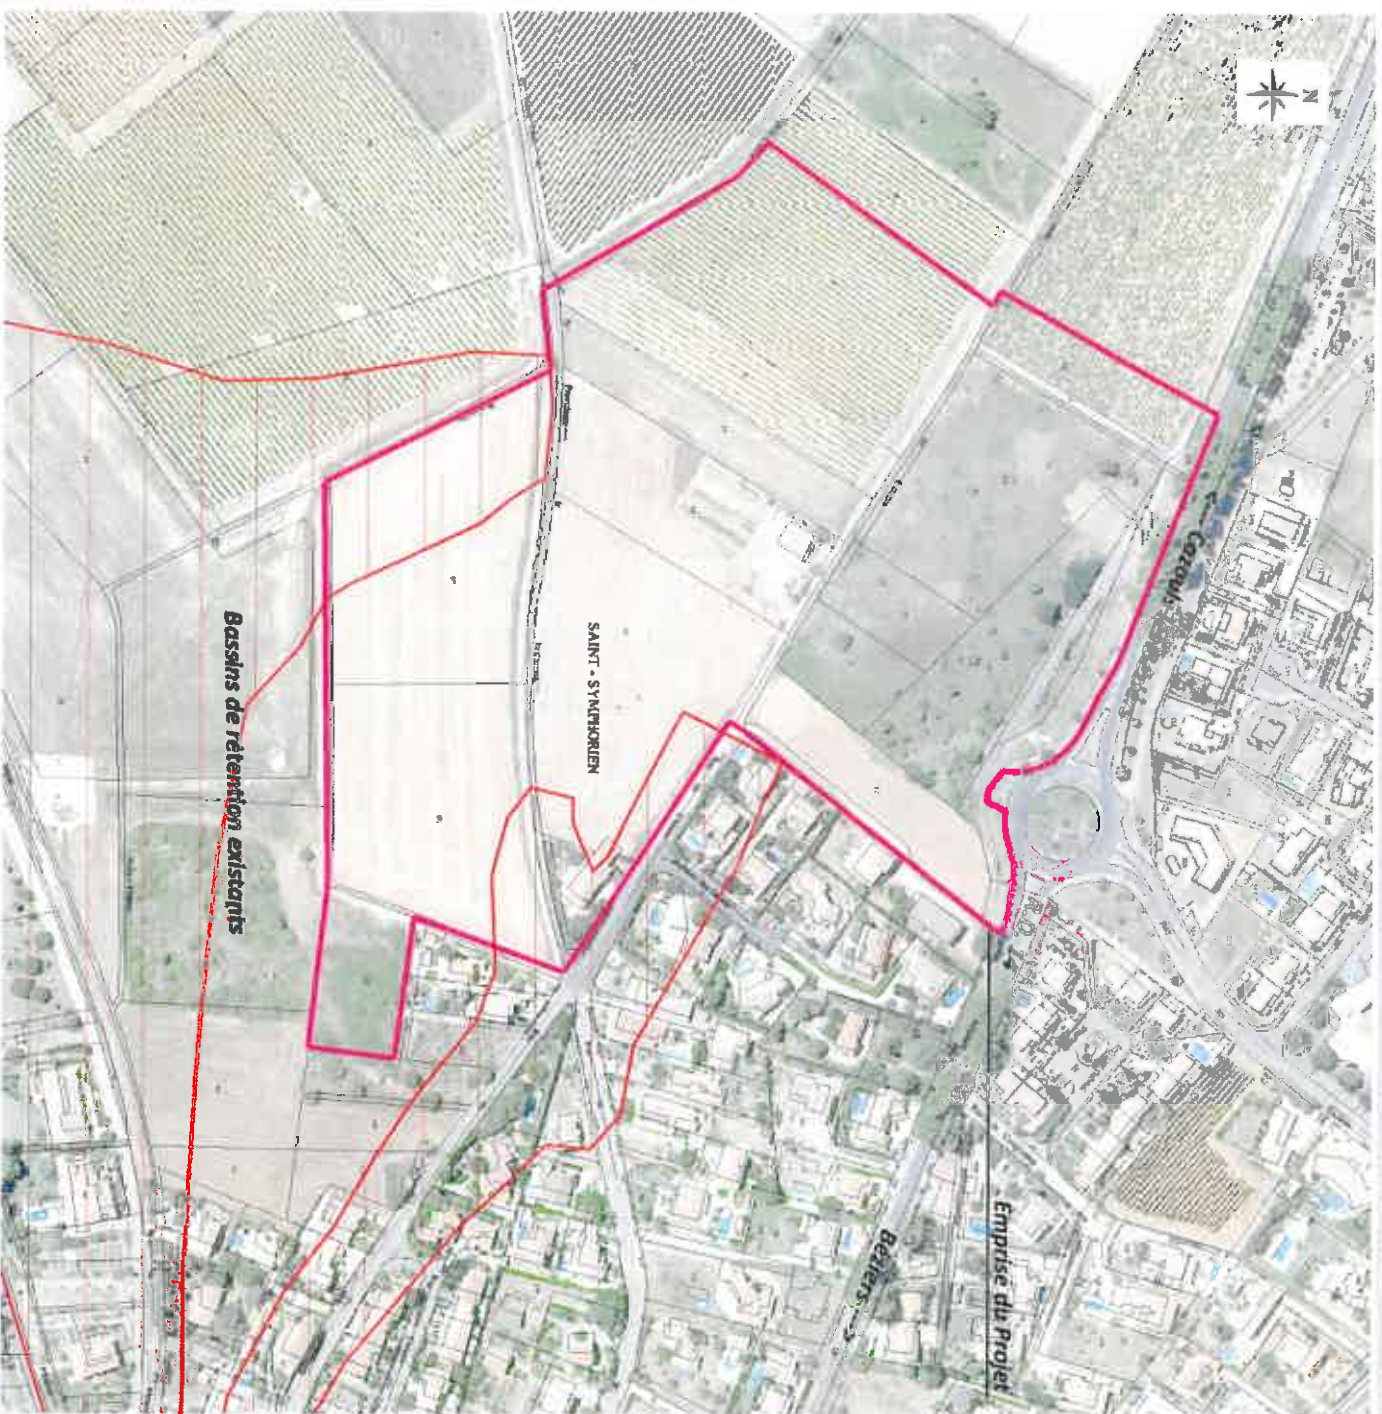 N
← Cazouls
SAINT - SYMPHORIEN
Bassins de rétention existants
Béziers →
Emprise du Projet